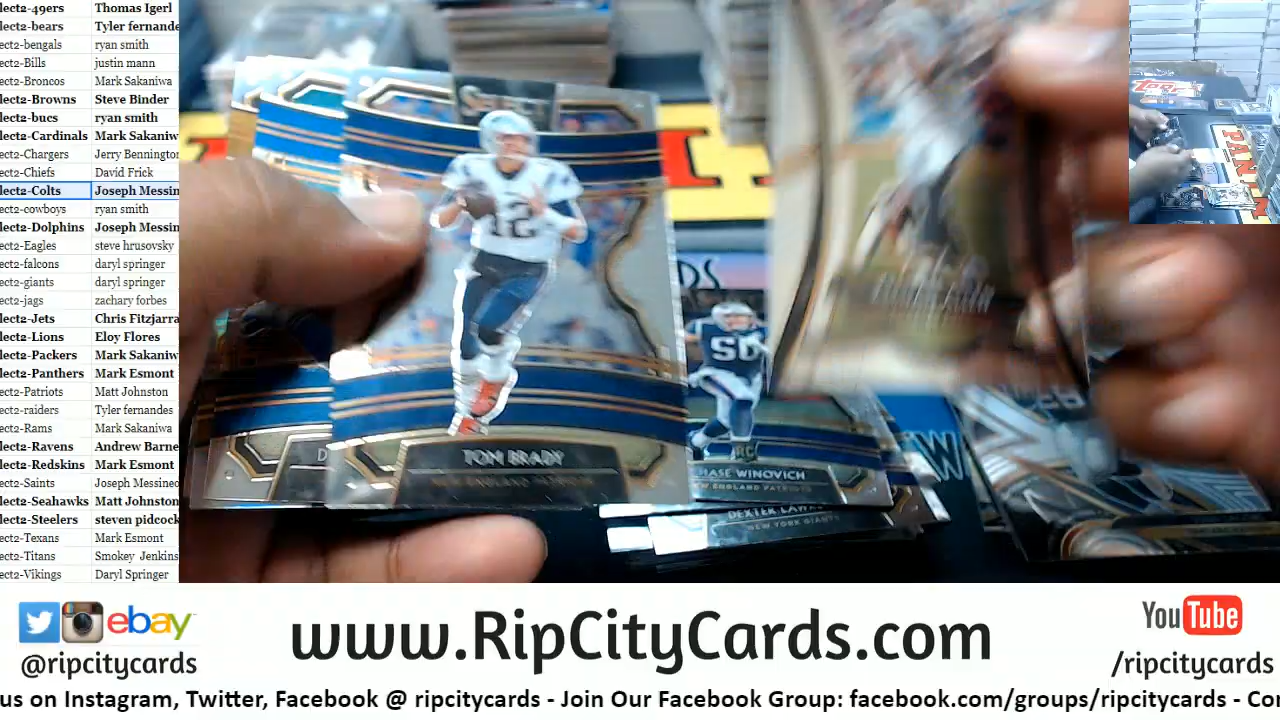 lect2-49ers Thomas Igerl
lect2-bears Tyler fernande
ect2-bengals ryan smith
ect2-Bills justin mann
ect2-Broncos Mark Sakaniwa
lect2-Browns Steve Binder
lect2-bucs ryan smith
lect2-Cardinals Mark Sakaniw
ect2-Chargers Jerry Bennington
ect2-Chiefs David Frick
lect2-Colts Joseph Messin
ect2-cowboys ryan smith
lect2-Dolphins Joseph Messin
ect2-Eagles steve hrusovsky
ect2-falcons daryl springer
ect2-giants daryl springer
ect2-jags zachary forbes
lect2-Jets Chris Fitzjarra
lect2-Lions Eloy Flores
lect2-Packers Mark Sakaniw
lect2-Panthers Mark Esmont
ect2-Patriots Matt Johnston
ect2-raiders Tyler fernandes
ect2-Rams Mark Sakaniwa
lect2-Ravens Andrew Barne
lect2-Redskins Mark Esmont
ect2-Saints Joseph Messineo
lect2-Seahawks Matt Johnston
lect2-Steelers steven pidcock
ect2-Texans Mark Esmont
ect2-Titans Smokey Jenkins
ect2-Vikings Daryl Springer
12
TOM BRADY
50
RC
HASE WINOVICH
NEW ENGLAND PATRIOTS
DEXTER LAW
NEW YORK GIANTS
PANINI
ebay
@ripcitycards
www.RipCityCards.com
YouTube
/ripcitycards
us on Instagram, Twitter, Facebook @ ripcitycards - Join Our Facebook Group: facebook.com/groups/ripcitycards - Co